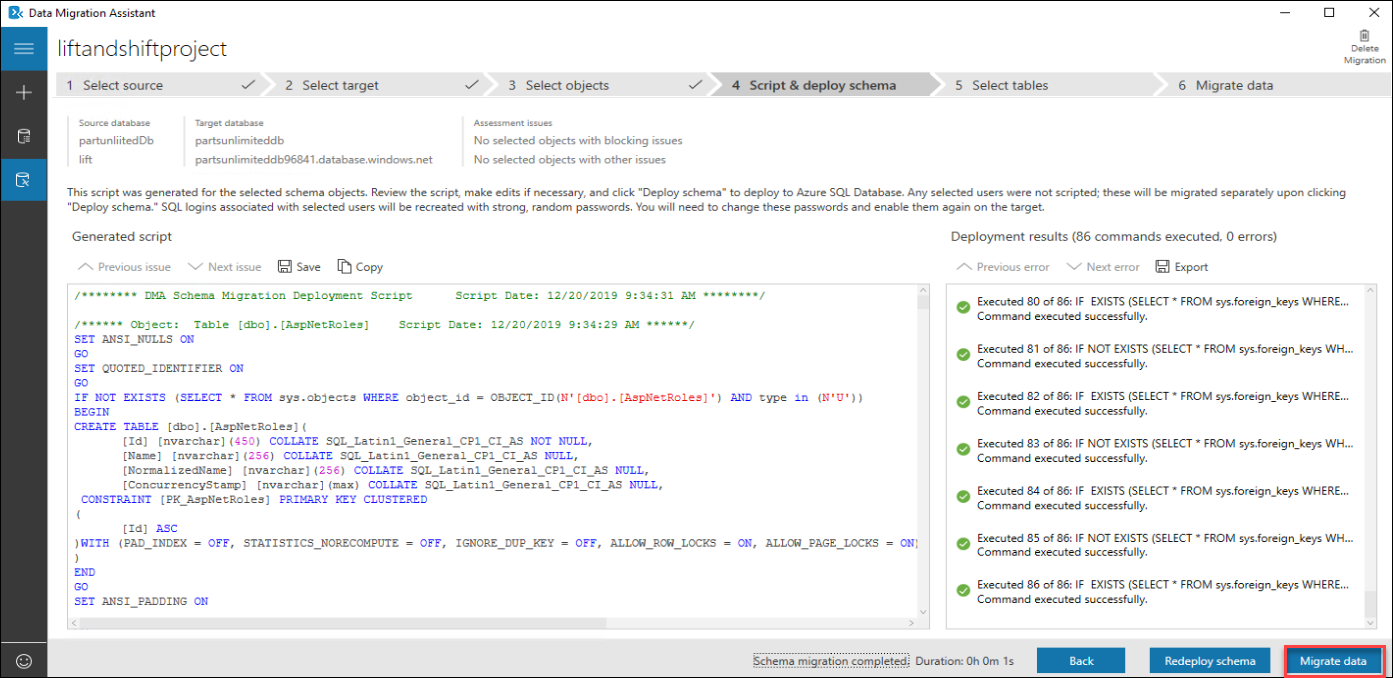 Data Migration Assistant
liftandshiftproject
Delete
Migration
1 Select source
2 Select target
3 Select objects
4 Script & deploy schema
5 Select tables
6 Migrate data
Source database
partunliitedDb
lift
Target database
partsunlimiteddb
partsunlimiteddb96841.database.windows.net
Assessment issues
No selected objects with blocking issues
No selected objects with other issues
This script was generated for the selected schema objects. Review the script, make edits if necessary, and click "Deploy schema" to deploy to Azure SQL Database. Any selected users were not scripted; these will be migrated separately upon clicking
"Deploy schema." SQL logins associated with selected users will be recreated with strong, random passwords. You will need to change these passwords and enable them again on the target.
Generated script
Previous issue Next issue Save Copy
/******** DMA Schema Migration Deployment Script Script Date: 12/20/2019 9:34:31 AM ********/
/****** Object: Table [dbo].[AspNetRoles] Script Date: 12/20/2019 9:34:29 AM ******/
SET ANSI_NULLS ON
GO
SET QUOTED_IDENTIFIER ON
GO
IF NOT EXISTS (SELECT * FROM sys.objects WHERE object_id = OBJECT_ID(N'[dbo].[AspNetRoles]') AND type in (N'U'))
BEGIN
CREATE TABLE [dbo].[AspNetRoles](
[Id] [nvarchar](450) COLLATE SQL_Latin1_General_CP1_CI_AS NOT NULL,
[Name] [nvarchar](256) COLLATE SQL_Latin1_General_CP1_CI_AS NULL,
[NormalizedName] [nvarchar](256) COLLATE SQL_Latin1_General_CP1_CI_AS NULL,
[ConcurrencyStamp] [nvarchar](max) COLLATE SQL_Latin1_General_CP1_CI_AS NULL,
CONSTRAINT [PK_AspNetRoles] PRIMARY KEY CLUSTERED
(
[Id] ASC
)WITH (PAD_INDEX = OFF, STATISTICS_NORECOMPUTE = OFF, IGNORE_DUP_KEY = OFF, ALLOW_ROW_LOCKS = ON, ALLOW_PAGE_LOCKS = ON)
)
END
GO
SET ANSI_PADDING ON
Deployment results (86 commands executed, 0 errors)
Previous error Next error Export
Executed 80 of 86: IF EXISTS (SELECT * FROM sys.foreign_keys WHERE...
Command executed successfully.
Executed 81 of 86: IF NOT EXISTS (SELECT * FROM sys.foreign_keys WH...
Command executed successfully.
Executed 82 of 86: IF EXISTS (SELECT * FROM sys.foreign_keys WHERE...
Command executed successfully.
Executed 83 of 86: IF NOT EXISTS (SELECT * FROM sys.foreign_keys WH...
Command executed successfully.
Executed 84 of 86: IF EXISTS (SELECT * FROM sys.foreign_keys WHERE...
Command executed successfully.
Executed 85 of 86: IF NOT EXISTS (SELECT * FROM sys.foreign_keys WH...
Command executed successfully.
Executed 86 of 86: IF EXISTS (SELECT * FROM sys.foreign_keys WHERE...
Command executed successfully.
Schema migration completed. Duration: 0h 0m 1s
Back
Redeploy schema
Migrate data